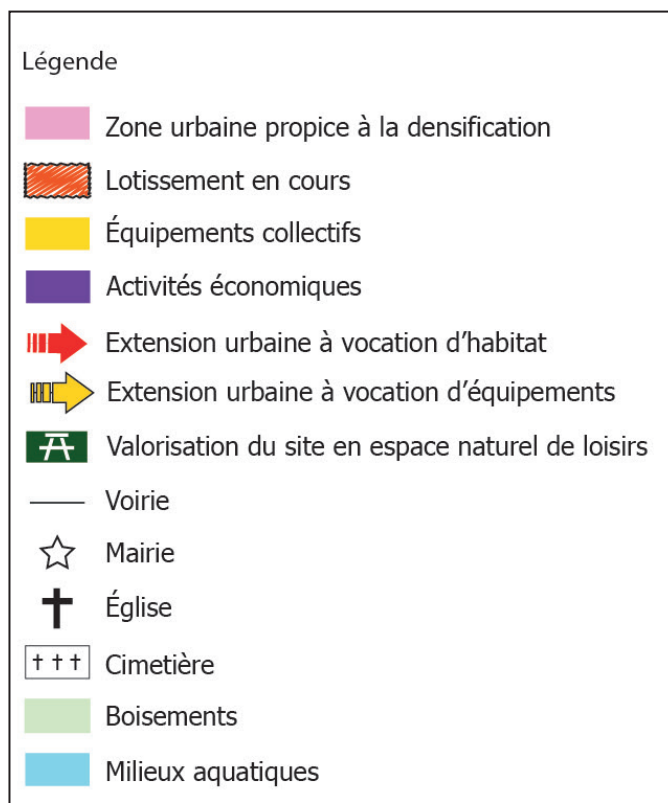 Légende
Zone urbaine propice à la densification
Lotissement en cours
Équipements collectifs
Activités économiques
Extension urbaine à vocation d’habitat
Extension urbaine à vocation d’équipements
Valorisation du site en espace naturel de loisirs
Voirie
Mairie
Église
Cimetière
Boisements
Milieux aquatiques